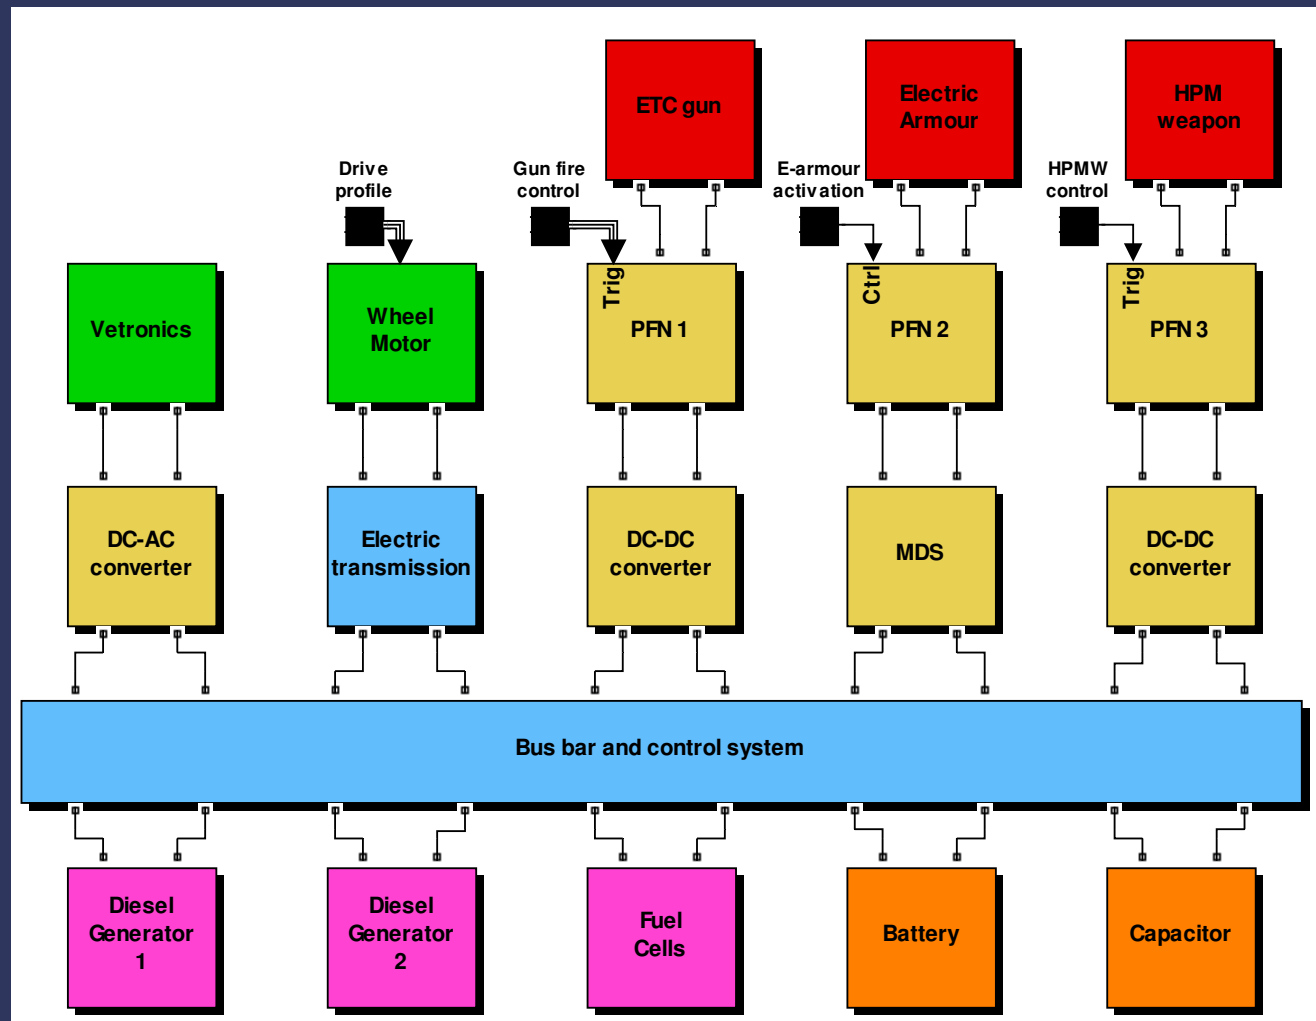 ETC gun
Electric
Armour
HPM
weapon
Drive
profile
Gun fire
control
E-armour
activation
HPMW
control
Vetronics
Wheel
Motor
Trig
PFN 1
Ctrl
PFN 2
Trig
PFN 3
DC-AC
converter
Electric
transmission
DC-DC
converter
MDS
DC-DC
converter
Bus bar and control system
Diesel
Generator
1
Diesel
Generator
2
Fuel
Cells
Battery
Capacitor